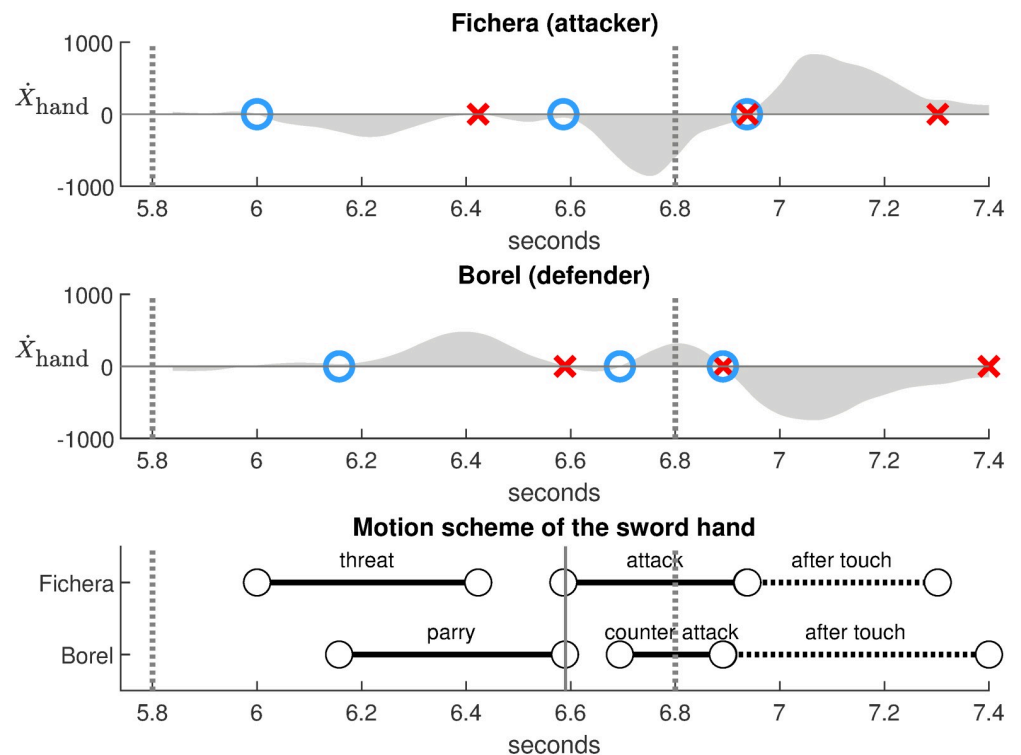 Fichera (attacker)
1000
Ẋhand 0
-1000
5.8 6 6.2 6.4 6.6 6.8 7 7.2 7.4
seconds
Borel (defender)
1000
Ẋhand 0
-1000
5.8 6 6.2 6.4 6.6 6.8 7 7.2 7.4
seconds
Motion scheme of the sword hand
threat attack after touch
Fichera
parry counter attack after touch
Borel
5.8 6 6.2 6.4 6.6 6.8 7 7.2 7.4
seconds